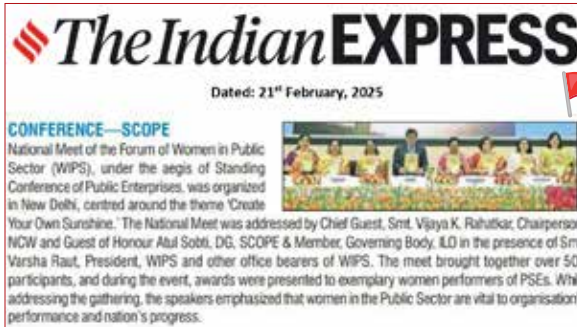 The Indian EXPRESS
Dated: 21st February, 2025
CONFERENCE—SCOPE
National Meet of the Forum of Women in Public
Sector (WIPS), under the aegis of Standing
Conference of Public Enterprises, was organized
in New Delhi, centred around the theme 'Create
Your Own Sunshine.' The National Meet was addressed by Chief Guest, Smt. Vijaya K. Rahatkar,
NCW and Guest of Honour Atul Sobti, DG, SCOPE & Member, Governing Body, ILO in the presence of
Varsha Raut, President, WIPS and other office bearers of WIPS. The meet brought together over
participants, and during the event, awards were presented to exemplary women performers of PSEs.
addressing the gathering, the speakers emphasized that women in the Public Sector are vital to
performance and nation's progress.